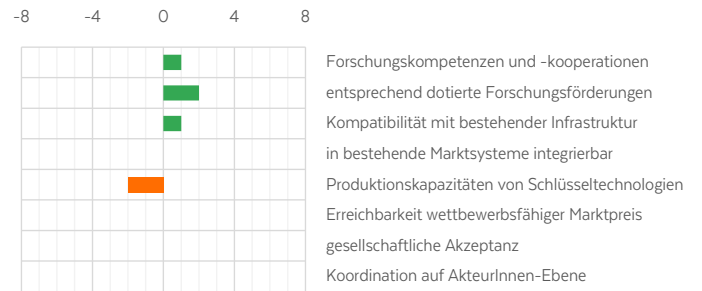 -8 -4 0 4 8
Forschungskompetenzen und -kooperationen
entsprechend dotierte Forschungsförderungen
Kompatibilität mit bestehender Infrastruktur
in bestehende Marktsysteme integrierbar
Produktionskapazitäten von Schlüsseltechnologien
Erreichbarkeit wettbewerbsfähiger Marktpreis
gesellschaftliche Akzeptanz
Koordination auf AkteurInnen-Ebene